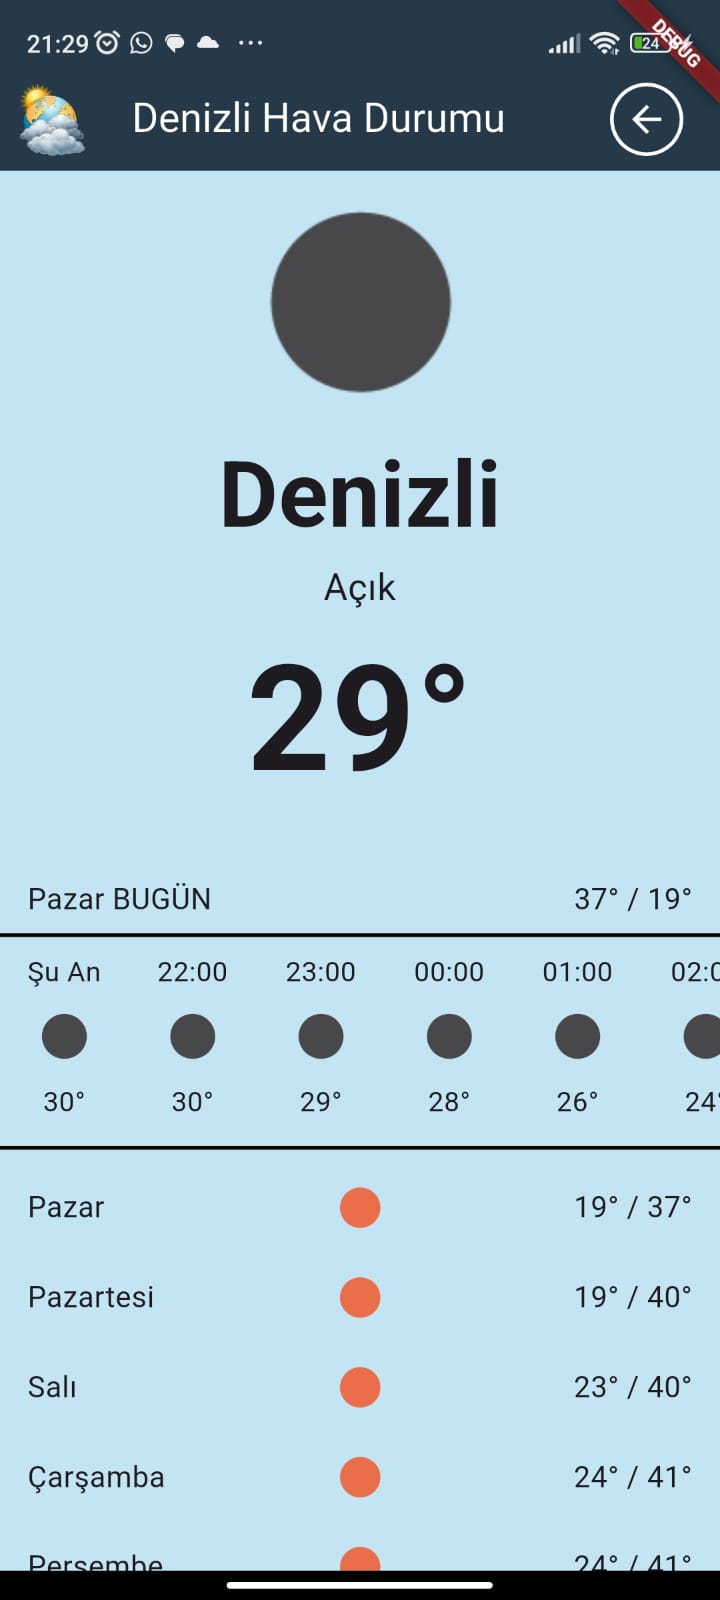 21:29 ... 24
DEBUG
Denizli Hava Durumu
Denizli
Açık
29°
Pazar BUGÜN 37° / 19°
Şu An 22:00 23:00 00:00 01:00
30° 30° 29° 28° 26° 24°
Pazar 19° / 37°
Pazartesi 19° / 40°
Salı 23° / 40°
Çarşamba 24° / 41°
Perşembe 24° / 41°